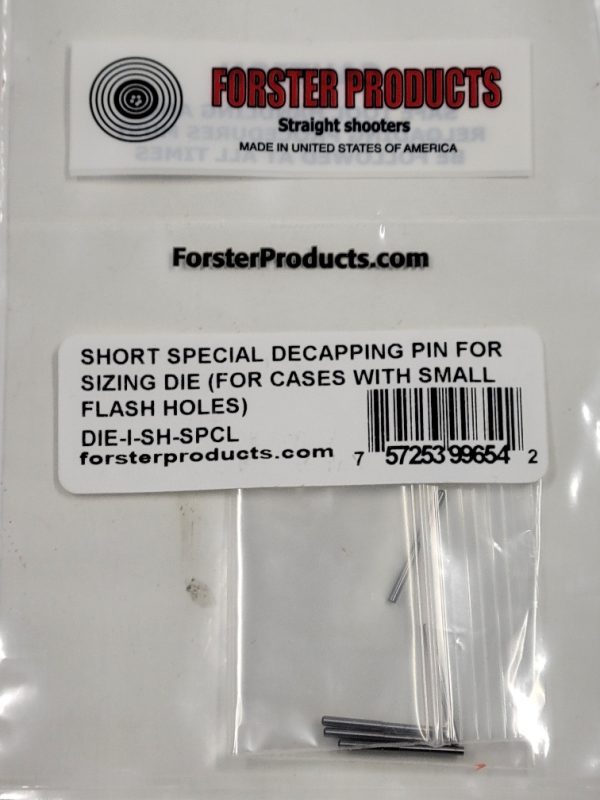 FORSTER PRODUCTS
Straight shooters
MADE IN UNITED STATES OF AMERICA
ForsterProducts.com
SHORT SPECIAL DECAPPING PIN FOR
SIZING DIE (FOR CASES WITH SMALL
FLASH HOLES)
DIE-I-SH-SPCL
forsterproducts.com
7 57253 99654 2